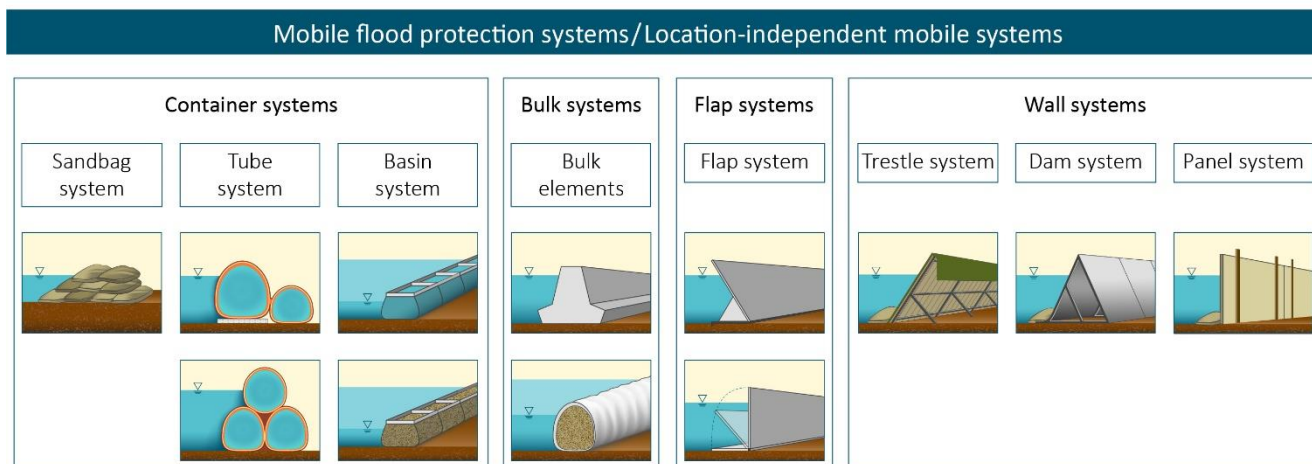 Mobile flood protection systems/Location-independent mobile systems
Container systems
Bulk systems
Flap systems
Wall systems
Sandbag
system
Tube
system
Basin
system
Bulk
elements
Flap system
Trestle system
Dam system
Panel system